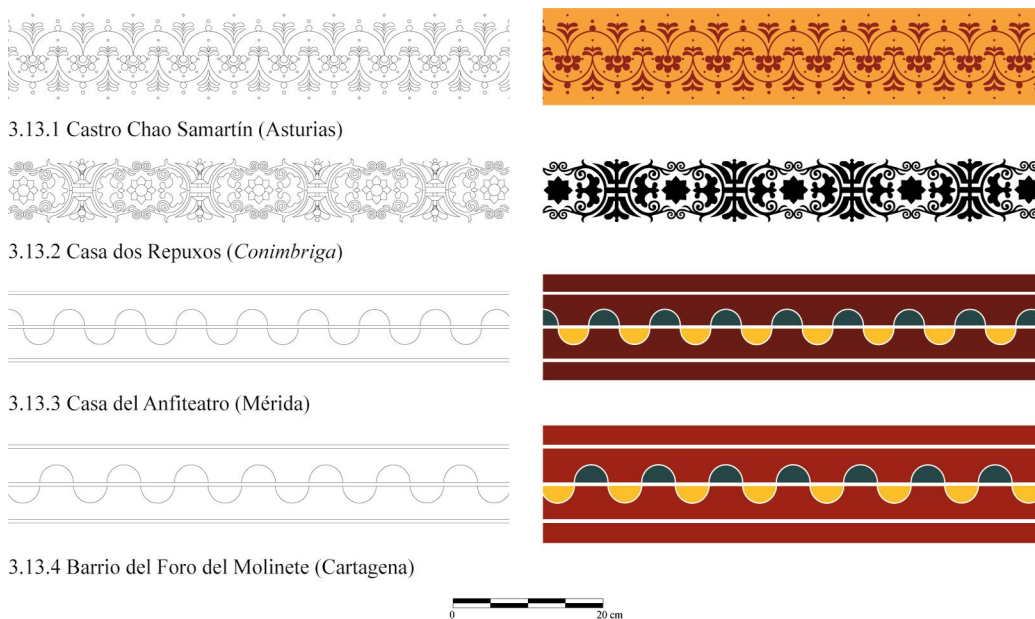 3.13.1 Castro Chao Samartín (Asturias)
3.13.2 Casa dos Repuxos (Conimbriga)
3.13.3 Casa del Anfiteatro (Mérida)
3.13.4 Barrio del Foro del Molinete (Cartagena)
0 20 cm